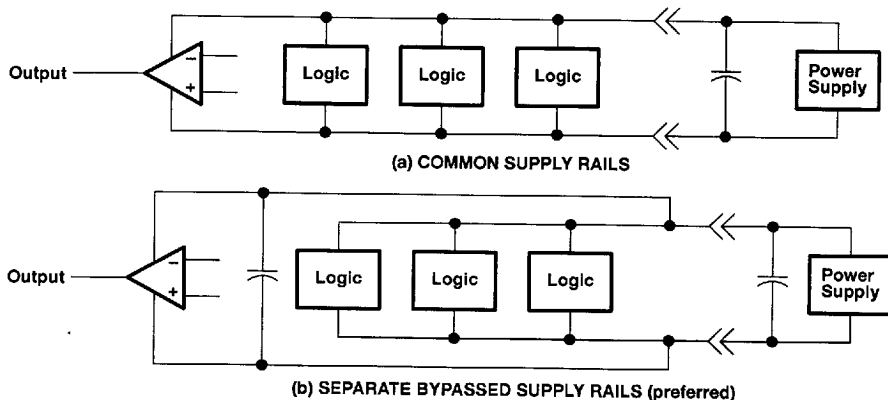 Output
−
+
Logic
Logic
Logic
Power
Supply
(a) COMMON SUPPLY RAILS
Output
−
+
Logic
Logic
Logic
Power
Supply
(b) SEPARATE BYPASSED SUPPLY RAILS (preferred)